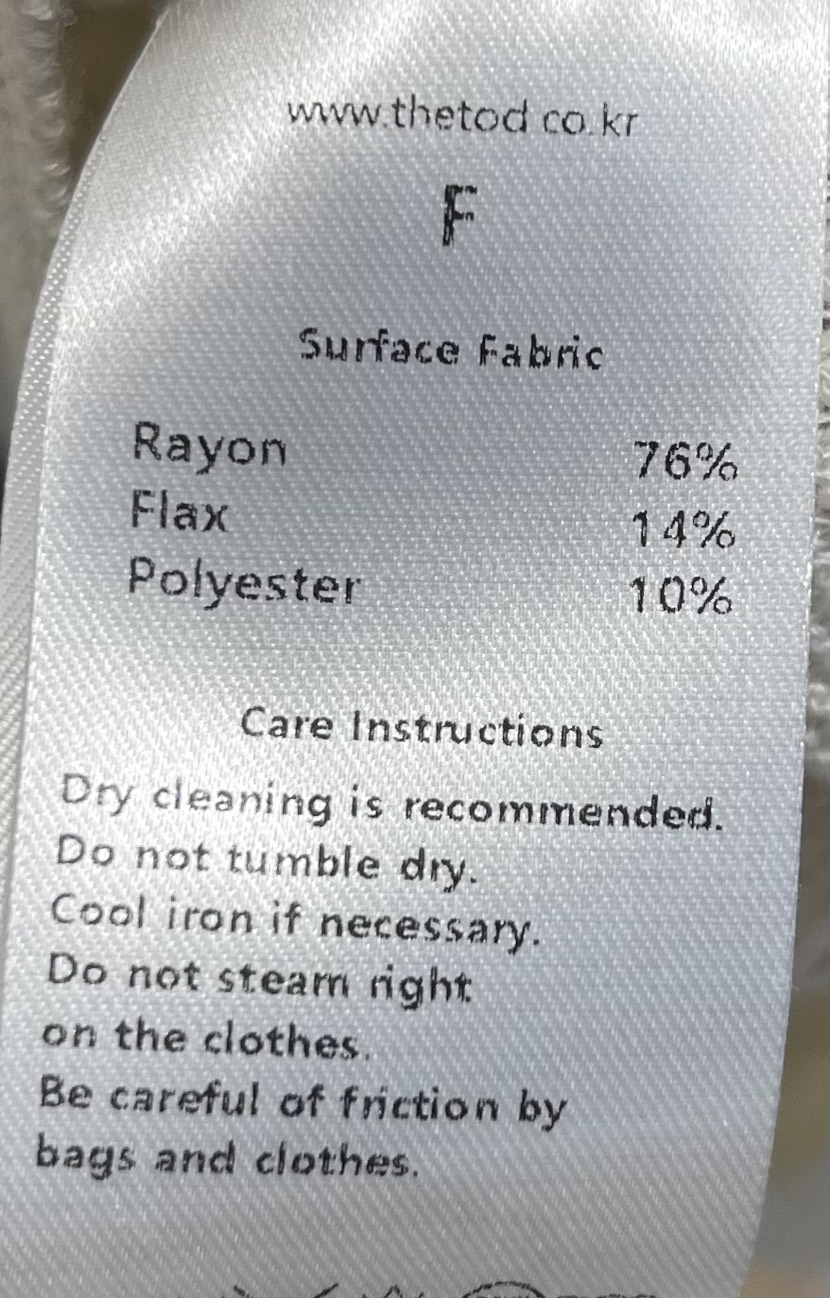 www.thetod co.kr
F
Surface Fabric
Rayon 76%
Flax 14%
Polyester 10%
Care Instructions
Dry cleaning is recommended.
Do not tumble dry.
Cool iron if necessary.
Do not steam right
on the clothes.
Be careful of friction by
bags and clothes.